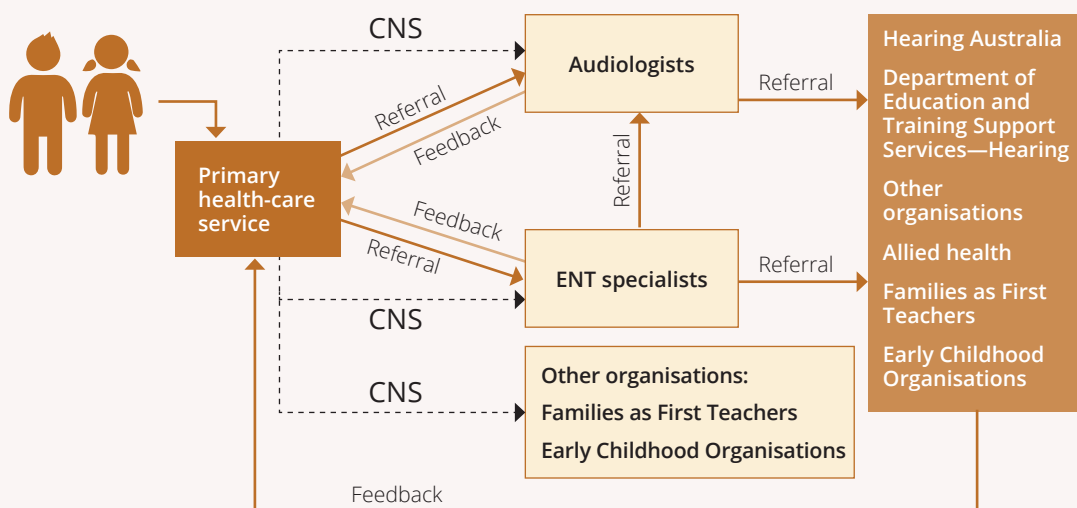 CNS
Audiologists
Referral
Feedback
Referral
Primary
health-care
service
Feedback
Referral
Referral
ENT specialists
Referral
CNS
CNS
Other organisations:
Families as First Teachers
Early Childhood Organisations
Hearing Australia
Department of
Education and
Training Support
Services—Hearing
Other
organisations
Allied health
Families as First
Teachers
Early Childhood
Organisations
Feedback